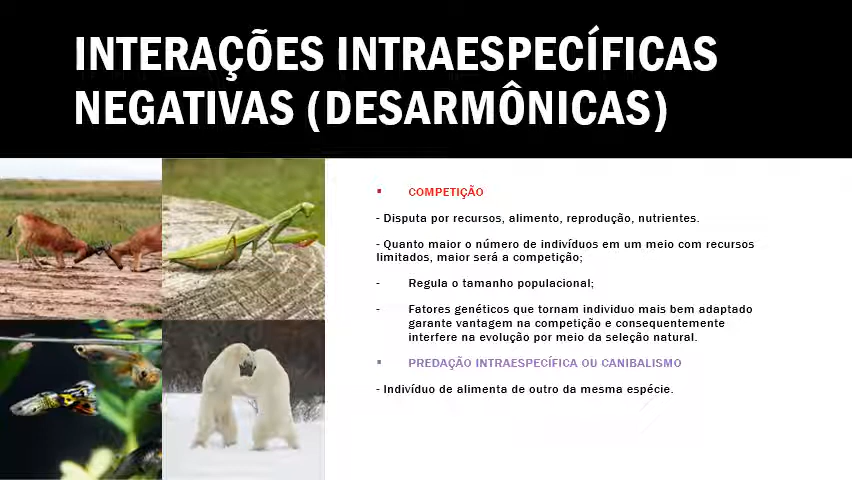 INTERAÇÕES INTRAESPECÍFICAS
NEGATIVAS (DESARMÔNICAS)
▪ COMPETIÇÃO
- Disputa por recursos, alimento, reprodução, nutrientes.
- Quanto maior o número de indivíduos em um meio com recursos
limitados, maior será a competição;
- Regula o tamanho populacional;
- Fatores genéticos que tornam individuo mais bem adaptado
garante vantagem na competição e consequentemente
interfere na evolução por meio da seleção natural.
▪ PREDAÇÃO INTRAESPECÍFICA OU CANIBALISMO
- Indivíduo de alimenta de outro da mesma espécie.